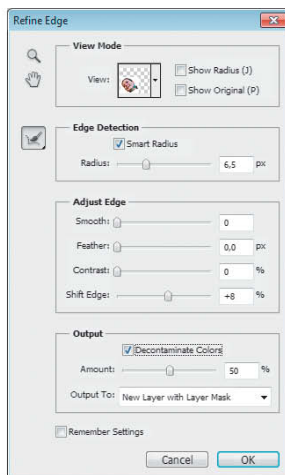 Refine Edge
View Mode
View:
Show Radius (J)
Show Original (P)
Edge Detection
Smart Radius
Radius: 6,5 px
Adjust Edge
Smooth: 0
Feather: 0,0 px
Contrast: 0 %
Shift Edge: +8 %
Output
Decontaminate Colors
Amount: 50 %
Output To: New Layer with Layer Mask
Remember Settings
Cancel OK